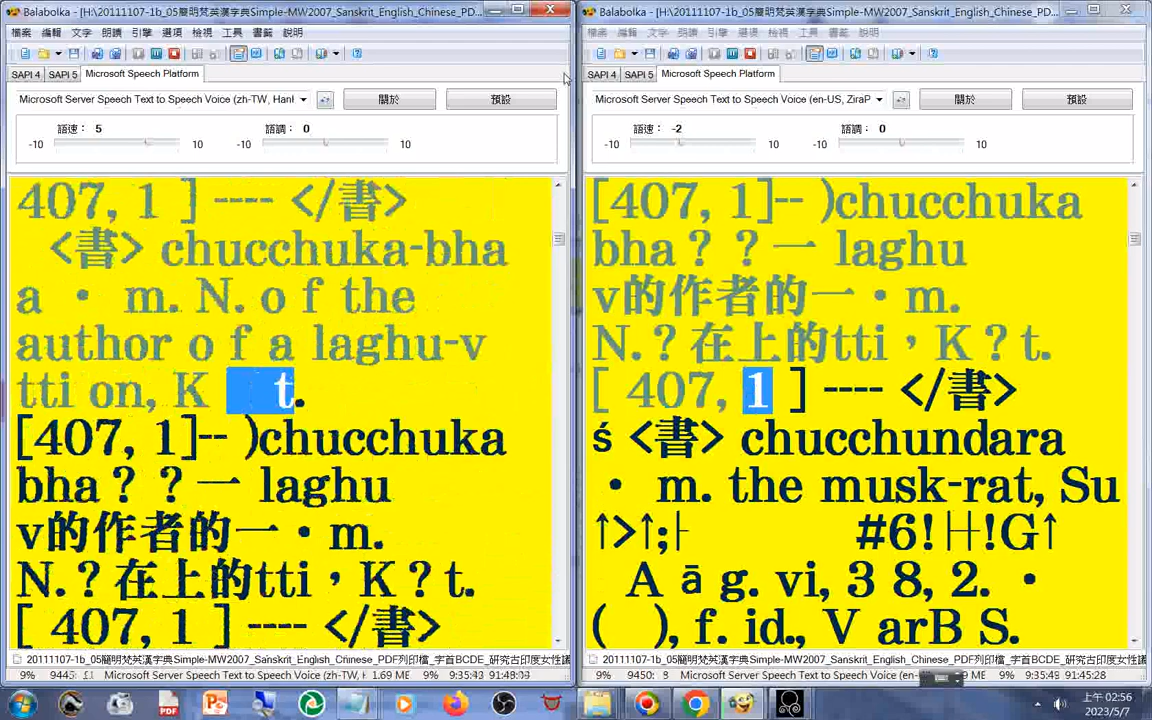 Balabolka - [H:\20111107-1b_05簡明梵英漢字典Simple-MW2007_Sanskrit_English_Chinese_PD...
檔案 編輯 文字 朗讀 引擎 選項 檢視 工具 書籤 說明
SAPI 4 SAPI 5 Microsoft Speech Platform
Microsoft Server Speech Text to Speech Voice (zh-TW, HanI
關於 預設
語速： 5 語調： 0
-10 10 -10 10
407, 1 ] ---- </書>
<書> chucchuka-bha
a • m. N. o f the
author o f a laghu-v
tti on, K t.
[407, 1]-- )chucchuka
bha？？一 laghu
v的作者的一•m.
N.？在上的tti，K？t.
[ 407, 1 ] ---- </書>
20111107-1b_05簡明梵英漢字典Simple-MW2007_Sanskrit_English_Chinese_PDF列印檔_字首BCDE_研究古印度女性議
9% Microsoft Server Speech Text to Speech Voice (zh-TW, 1.69 ME 9% 9:35:43 91:48:03
Balabolka - [H:\20111107-1b_05簡明梵英漢字典Simple-MW2007_Sanskrit_English_Chinese_PD...
檔案 編輯 文字 朗讀 引擎 選項 檢視 工具 書籤 說明
SAPI 4 SAPI 5 Microsoft Speech Platform
Microsoft Server Speech Text to Speech Voice (en-US, ZiraP
關於 預設
語速： -2 語調： 0
-10 10 -10 10
[407, 1]-- )chucchuka
bha？？一 laghu
v的作者的一•m.
N.？在上的tti，K？t.
[ 407, 1 ] ---- </書>
ś <書> chucchundara
• m. the musk-rat, Su
↑>↑;├ #6!├!G↑
A ā g. vi, 3 8, 2. •
( ), f. id., V arB S.
20111107-1b_05簡明梵英漢字典Simple-MW2007_Sanskrit_English_Chinese_PDF列印檔_字首BCDE_研究古印度女性議
9% Microsoft Server Speech Text to Speech Voice (en- ME 9% 9:35:49 91:45:28
上午 02:56
2023/5/7